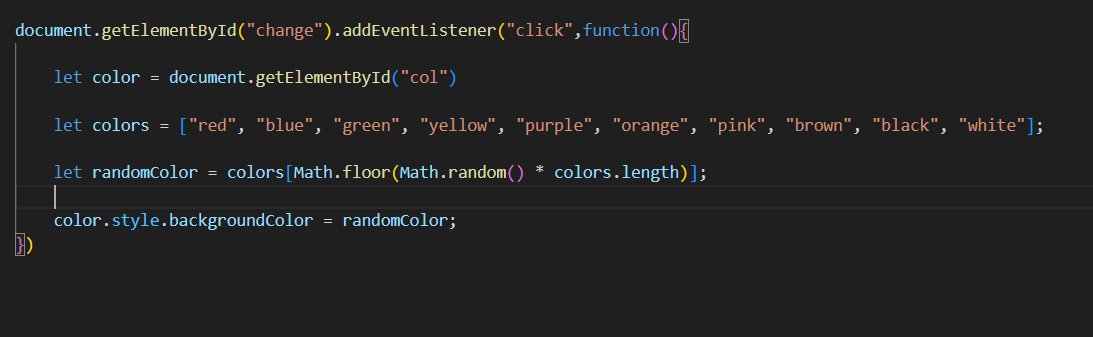 document.getElementById("change").addEventListener("click",function(){
let color = document.getElementById("col")
let colors = ["red", "blue", "green", "yellow", "purple", "orange", "pink", "brown", "black", "white"];
let randomColor = colors[Math.floor(Math.random() * colors.length)];
color.style.backgroundColor = randomColor;
})